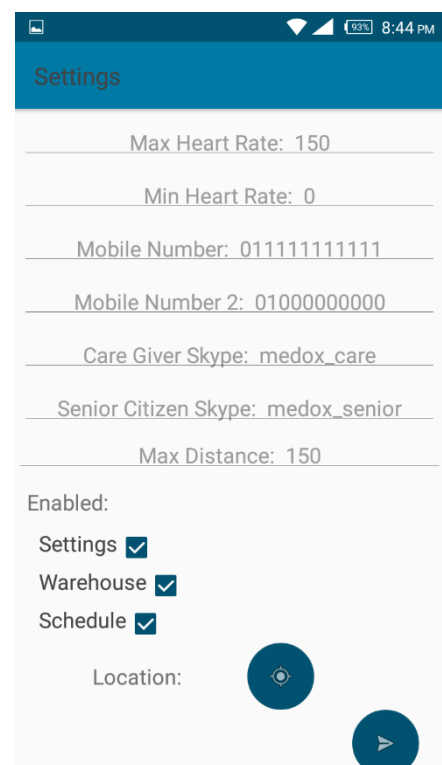 93% 8:44 PM
Settings
Max Heart Rate: 150
Min Heart Rate: 0
Mobile Number: 011111111111
Mobile Number 2: 01000000000
Care Giver Skype: medox_care
Senior Citizen Skype: medox_senior
Max Distance: 150
Enabled:
Settings
Warehouse
Schedule
Location: